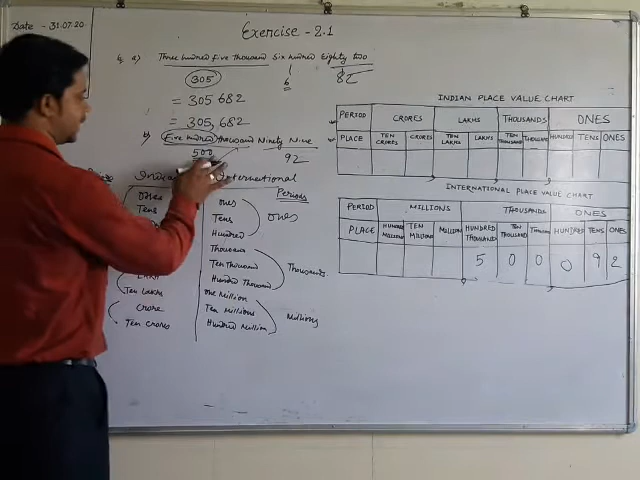 Date - 31.07.20
Exercise - 2.1
a) Three hundred five thousand Six hundred Eighty two
305 6 82
= 305 682
= 305,682
b) Five hundred thousand Ninety Nine
500 92
International
Periods
ones ones
Tens Tens
Hundred
Thousand
Ten Thousand
Hundred Thousand
Ones
Thousands
Lakh
Ten Lakhs
Crore
Ten Crores
one Million
Ten Millions
Hundred Million
Millions
INDIAN PLACE VALUE CHART
PERIOD CRORES LAKHS THOUSANDS ONES
PLACE TEN CRORES CRORES TEN LAKHS LAKHS TEN THOUSAND THOUSAND HUNDRED TENS ONES
INTERNATIONAL PLACE VALUE CHART
PERIOD MILLIONS THOUSANDS ONES
PLACE HUNDRED MILLIONS TEN MILLIONS MILLIONS HUNDRED THOUSAND TEN THOUSAND THOUSAND HUNDRED TENS ONES
5 0 0 0 9 2